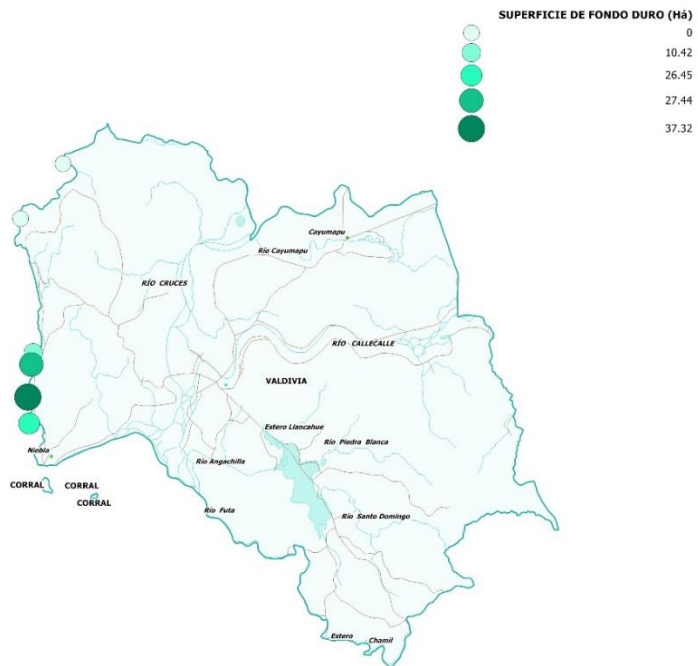 SUPERFICIE DE FONDO DURO (Há)
0
10.42
26.45
27.44
37.32
Cayumapu
Río Cayumapu
RÍO CRUCES
RÍO CALLECALLE
VALDIVIA
Estero Llancahue
Río Piedra Blanca
Niebla
Río Angachilla
CORRAL
CORRAL
CORRAL
Río Futa
Río Santo Domingo
Estero Chamil